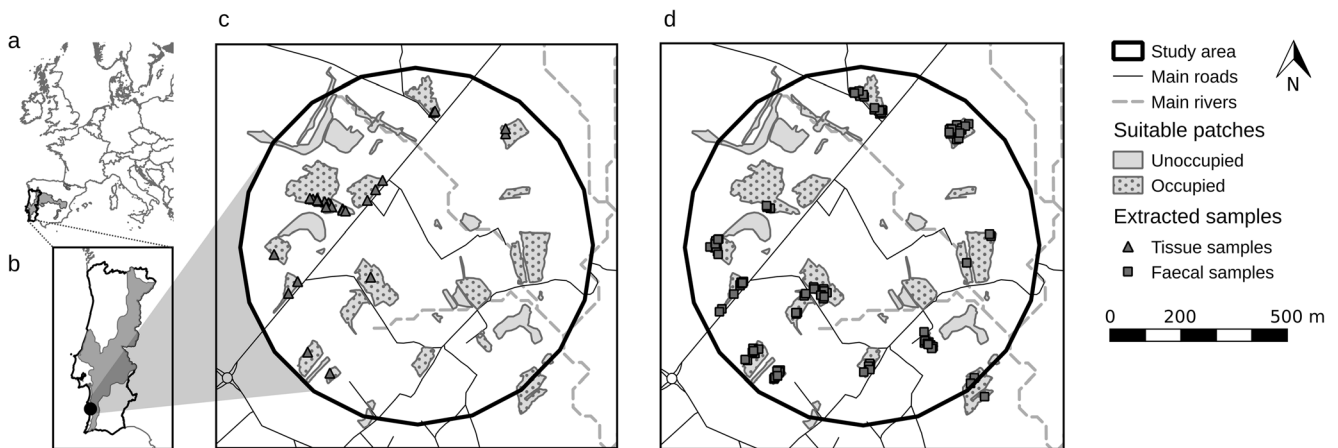 a
b
c
d
Study area
Main roads
Main rivers
N
Suitable patches
Unoccupied
Occupied
Extracted samples
Tissue samples
Faecal samples
0 200 500 m